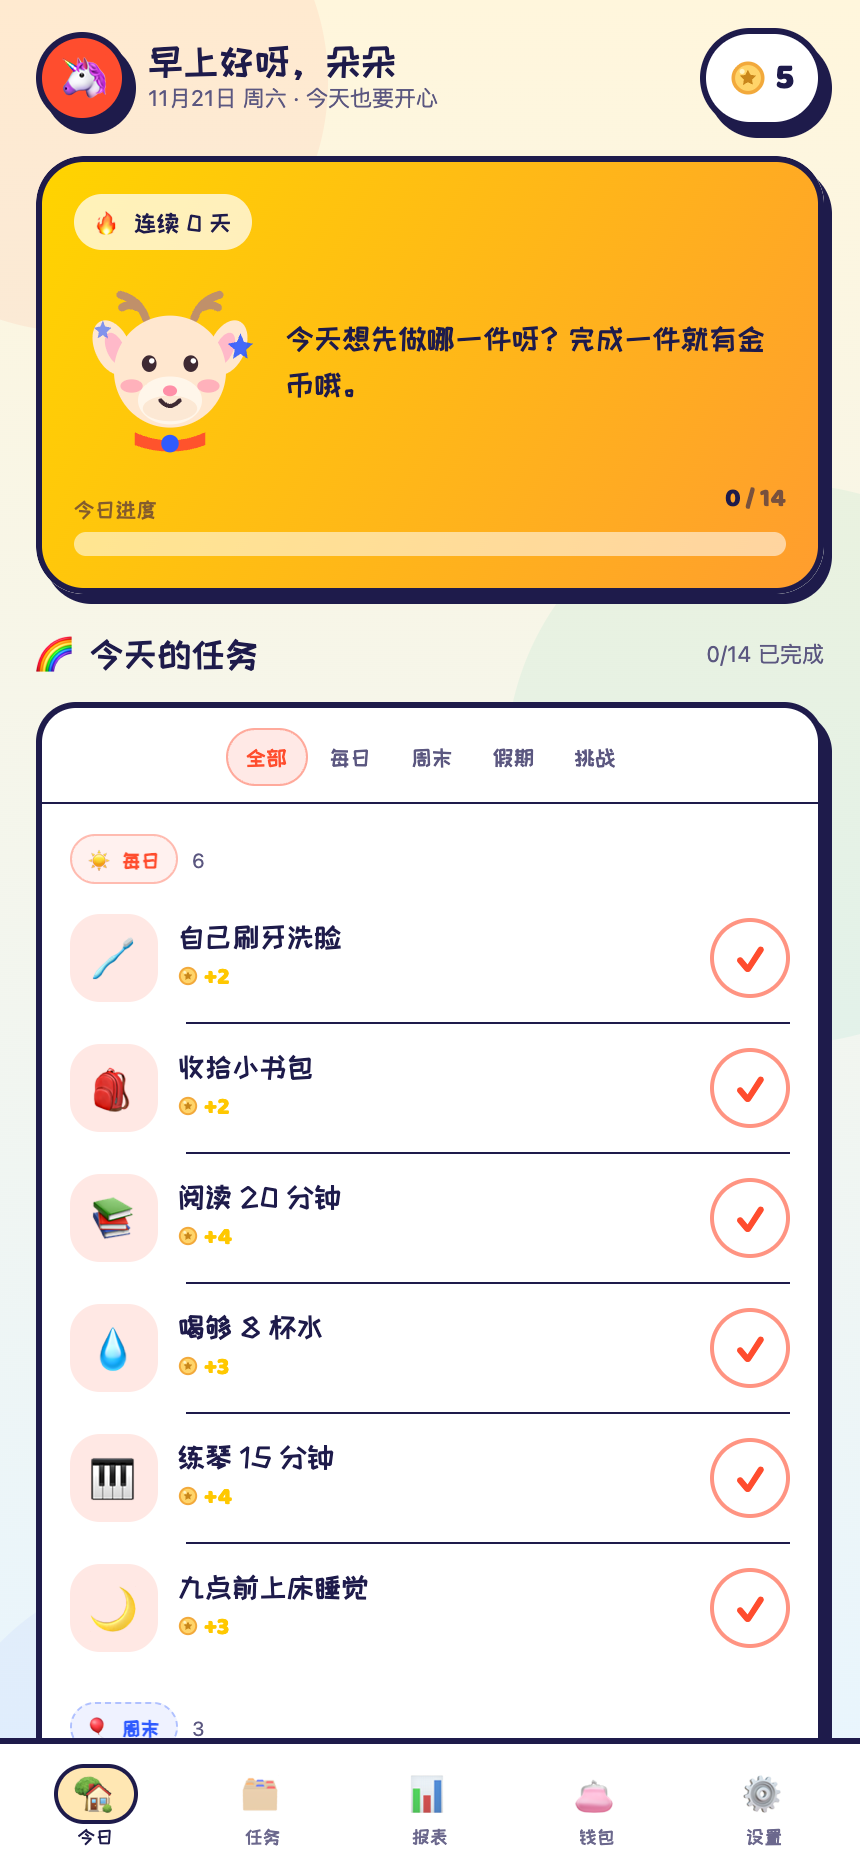 早上好呀，朵朵
11月21日 周六 · 今天也要开心
5
连续 0 天
今天想先做哪一件呀？完成一件就有金
币哦。
今日进度
0 / 14
今天的任务
0/14 已完成
全部 每日 周末 假期 挑战
每日 6
自己刷牙洗脸
+2
收拾小书包
+2
阅读 20 分钟
+4
喝够 8 杯水
+3
练琴 15 分钟
+4
九点前上床睡觉
+3
周末 3
今日 任务 报表 钱包 设置